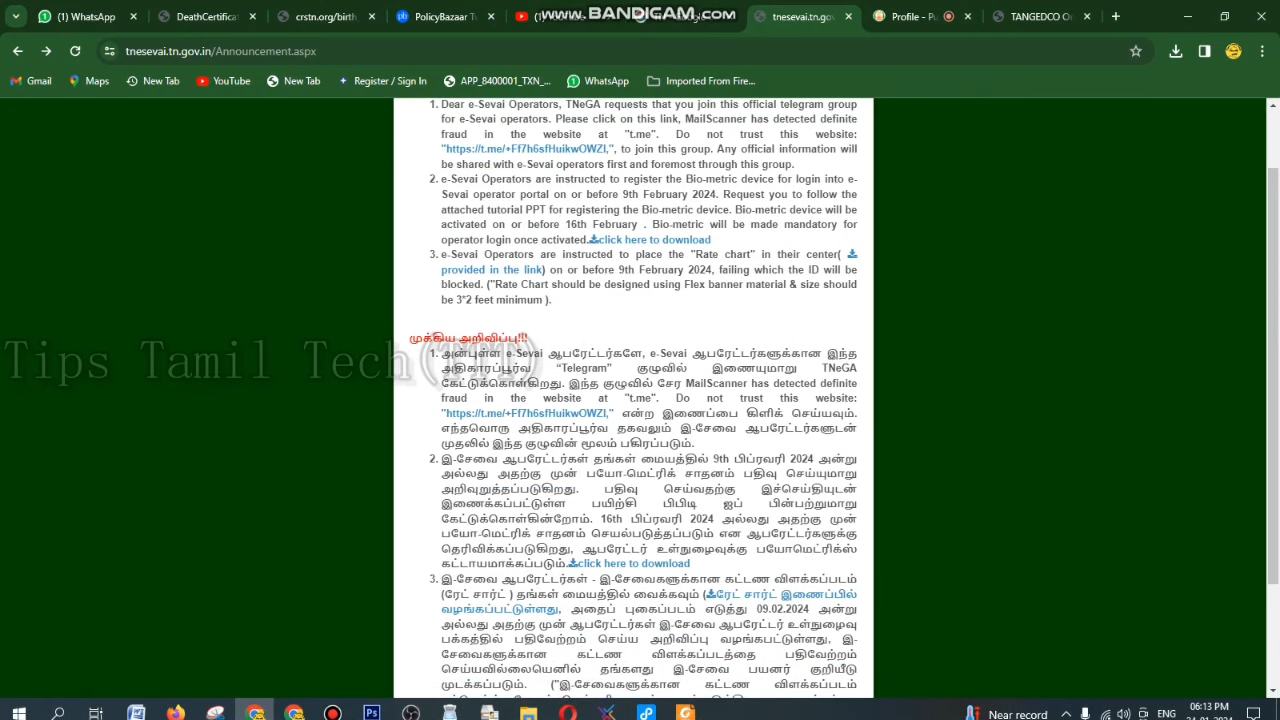 WhatsApp
DeathCertificat
crstn.org/birth
PolicyBazaar Tw
www.BANDICAM.com
tnesevai.tn.gov
Profile - Pu
TANGEDCO On
tnesevai.tn.gov.in/Announcement.aspx
Gmail Maps New Tab YouTube New Tab Register / Sign In APP_8400001_TXN_... WhatsApp Imported From Fire...
1. Dear e-Sevai Operators, TNeGA requests that you join this official telegram group
for e-Sevai operators. Please click on this link, MailScanner has detected definite
fraud in the website at "t.me". Do not trust this website:
"https://t.me/+Ff7h6sfHuikwOWZl,", to join this group. Any official information will
be shared with e-Sevai operators first and foremost through this group.
2. e-Sevai Operators are instructed to register the Bio-metric device for login into e-
Sevai operator portal on or before 9th February 2024. Request you to follow the
attached tutorial PPT for registering the Bio-metric device. Bio-metric device will be
activated on or before 16th February . Bio-metric will be made mandatory for
operator login once activated.click here to download
3. e-Sevai Operators are instructed to place the "Rate chart" in their center(
provided in the link) on or before 9th February 2024, failing which the ID will be
blocked. ("Rate Chart should be designed using Flex banner material & size should
be 3*2 feet minimum ).
முக்கிய அறிவிப்பு!!!
Tips Tamil Tech (TTT)
1. அன்புள்ள e-Sevai ஆபரேட்டர்களே, e-Sevai ஆபரேட்டர்களுக்கான இந்த
அதிகாரப்பூர்வ “Telegram” குழுவில் இணையுமாறு TNeGA
கேட்டுக்கொள்கிறது. இந்த குழுவில் சேர MailScanner has detected definite
fraud in the website at "t.me". Do not trust this website:
"https://t.me/+Ff7h6sfHuikwOWZl," என்ற இணைப்பை கிளிக் செய்யவும்.
எந்தவொரு அதிகாரப்பூர்வ தகவலும் இ-சேவை ஆபரேட்டர்களுடன்
முதலில் இந்த குழுவின் மூலம் பகிரப்படும்.
2. இ-சேவை ஆபரேட்டர்கள் தங்கள் மையத்தில் 9th பிப்ரவரி 2024 அன்று
அல்லது அதற்கு முன் பயோ-மெட்ரிக் சாதனம் பதிவு செய்யுமாறு
அறிவுறுத்தப்படுகிறது. பதிவு செய்வதற்கு இச்செய்தியுடன்
இணைக்கப்பட்டுள்ள பயிற்சி பிபிடி ஐப் பின்பற்றுமாறு
கேட்டுக்கொள்கின்றோம். 16th பிப்ரவரி 2024 அல்லது அதற்கு முன்
பயோ-மெட்ரிக் சாதனம் செயல்படுத்தப்படும் என ஆபரேட்டர்களுக்கு
தெரிவிக்கப்படுகிறது, ஆபரேட்டர் உள்நுழைவுக்கு பயோமெட்ரிக்ஸ்
கட்டாயமாக்கப்படும்.click here to download
3. இ-சேவை ஆபரேட்டர்கள் - இ-சேவைகளுக்கான கட்டண விளக்கப்படம்
(ரேட் சார்ட் ) தங்கள் மையத்தில் வைக்கவும் (ரேட் சார்ட் இணைப்பில்
வழங்கப்பட்டுள்ளது, அதைப் புகைப்படம் எடுத்து 09.02.2024 அன்று
அல்லது அதற்கு முன் ஆபரேட்டர்கள் இ-சேவை ஆபரேட்டர் உள்நுழைவு
பக்கத்தில் பதிவேற்றம் செய்ய அறிவிப்பு வழங்கபட்டுள்ளது, இ-
சேவைகளுக்கான கட்டண விளக்கப்படத்தை பதிவேற்றம்
செய்யவில்லையெனில் தங்களது இ-சேவை பயனர் குறியீடு
முடக்கப்படும். ("இ-சேவைகளுக்கான கட்டண விளக்கப்படம்
Near record
ENG
06:13 PM